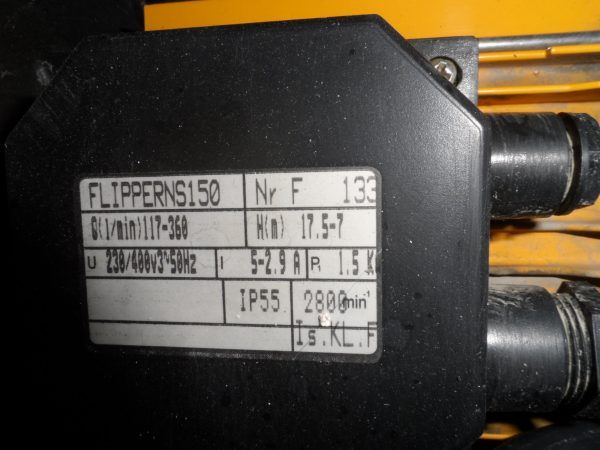 FLIPPERNS150 Nr F 133
Q(l/min)117-360 H(m) 17.5-7
U 230/400v3~50Hz I 5-2.9 A P1 1.5 K
IP55 2800min⁻¹
Is.KL.F